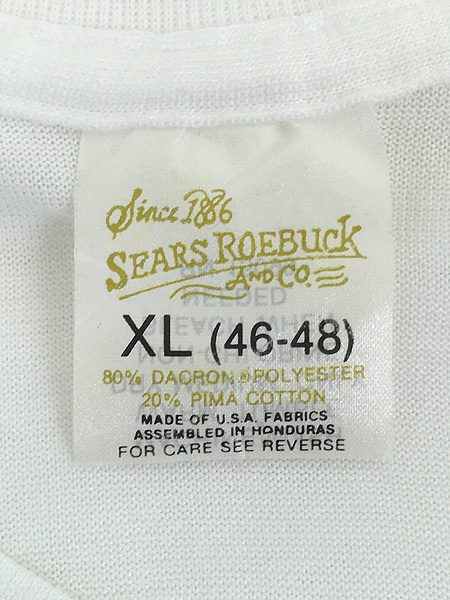 Since 1886
SEARS ROEBUCK
AND CO.
XL (46-48)
80% DACRON® POLYESTER
20% PIMA COTTON
MADE OF U.S.A. FABRICS
ASSEMBLED IN HONDURAS
FOR CARE SEE REVERSE